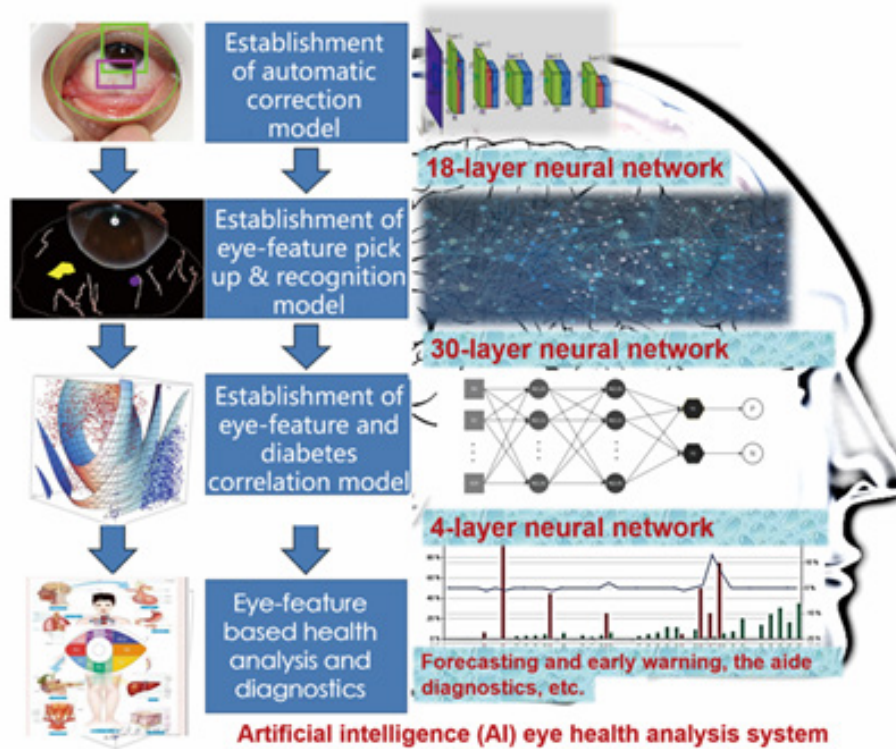 Establishment
of automatic
correction
model
18-layer neural network
Establishment of
eye-feature pick
up & recognition
model
30-layer neural network
Establishment of
eye-feature and
diabetes
correlation model
4-layer neural network
Eye-feature
based health
analysis and
diagnostics
Forecasting and early warning, the aide
diagnostics, etc.
Artificial intelligence (AI) eye health analysis system